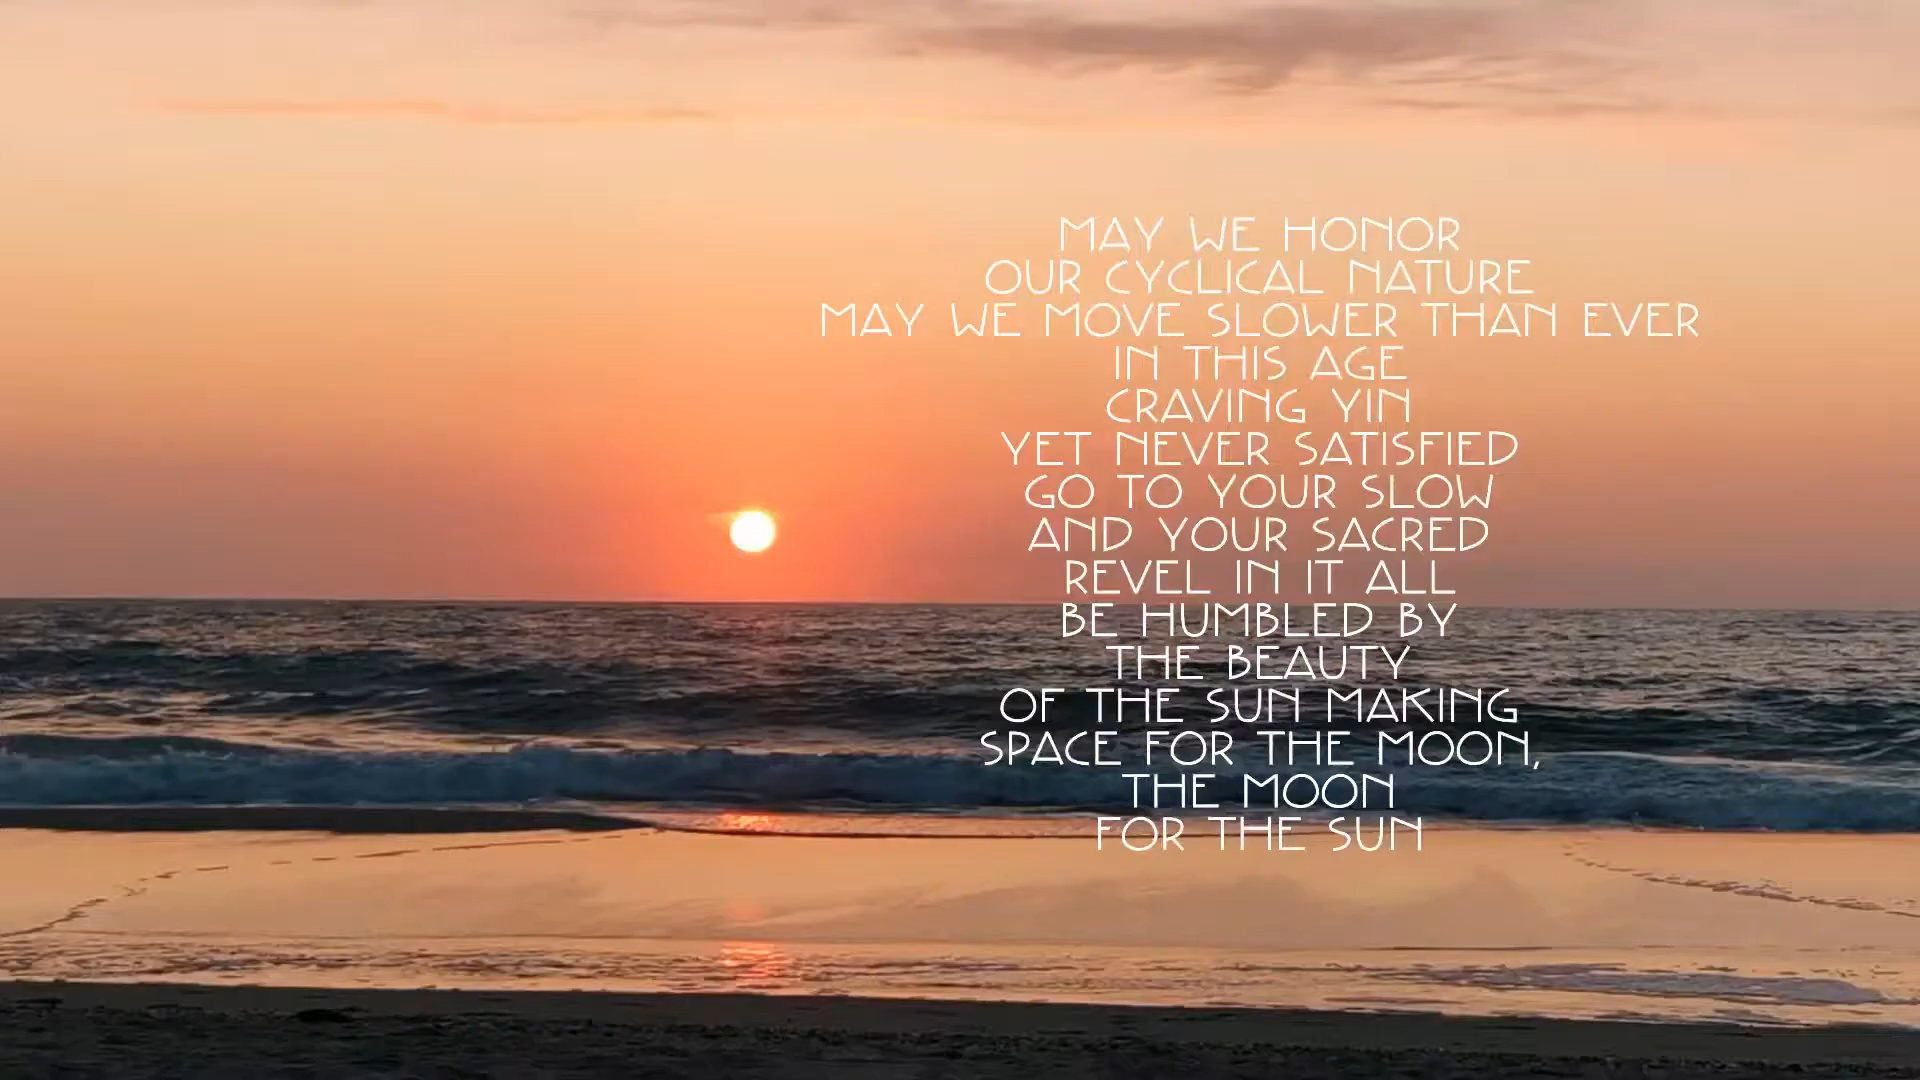 MAY WE HONOR
OUR CYCLICAL NATURE
MAY WE MOVE SLOWER THAN EVER
IN THIS AGE
CRAVING YIN
YET NEVER SATISFIED
GO TO YOUR SLOW
AND YOUR SACRED
REVEL IN IT ALL
BE HUMBLED BY
THE BEAUTY
OF THE SUN MAKING
SPACE FOR THE MOON,
THE MOON
FOR THE SUN